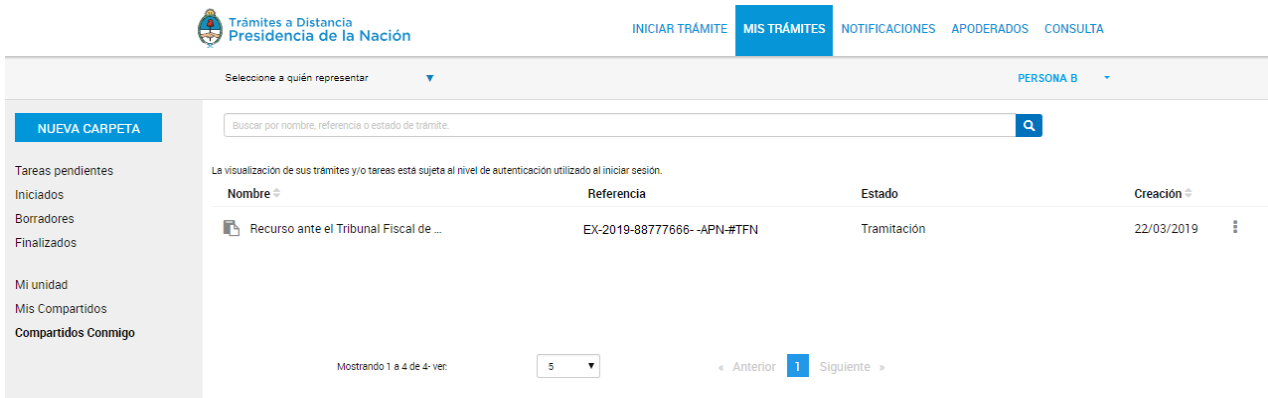 Trámites a Distancia
Presidencia de la Nación
INICIAR TRÁMITE MIS TRÁMITES NOTIFICACIONES APODERADOS CONSULTA
Seleccione a quién representar
PERSONA B
NUEVA CARPETA
Tareas pendientes
Iniciados
Borradores
Finalizados
Mi unidad
Mis Compartidos
Compartidos Conmigo
Buscar por nombre, referencia o estado de trámite.
La visualización de sus trámites y/o tareas está sujeta al nivel de autenticación utilizado al iniciar sesión.
Nombre Referencia Estado Creación
Recurso ante el Tribunal Fiscal de ... EX-2019-88777666- -APN-#TFN Tramitación 22/03/2019
Mostrando 1 a 4 de 4- ver: 5 « Anterior 1 Siguiente »